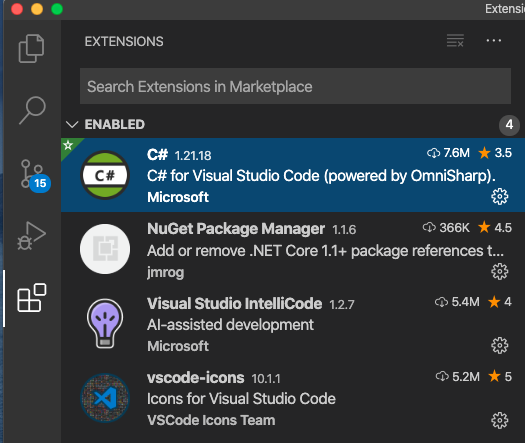 Extensio
EXTENSIONS
Search Extensions in Marketplace
ENABLED 4
C# 1.21.18 7.6M 3.5
C# C# for Visual Studio Code (powered by OmniSharp).
Microsoft
15
NuGet Package Manager 1.1.6 366K 4.5
Add or remove .NET Core 1.1+ package references t...
jmrog
Visual Studio IntelliCode 1.2.7 5.4M 4
AI-assisted development
Microsoft
vscode-icons 10.1.1 5.2M 5
Icons for Visual Studio Code
VSCode Icons Team